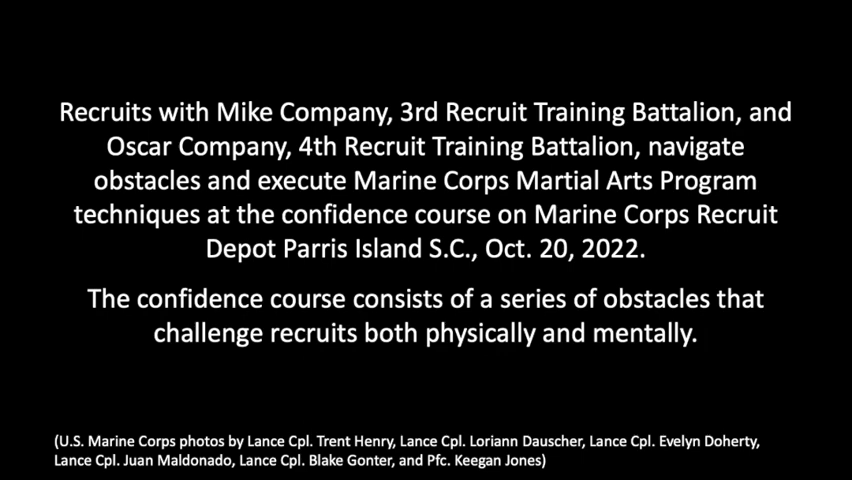 Recruits with Mike Company, 3rd Recruit Training Battalion, and
Oscar Company, 4th Recruit Training Battalion, navigate
obstacles and execute Marine Corps Martial Arts Program
techniques at the confidence course on Marine Corps Recruit
Depot Parris Island S.C., Oct. 20, 2022.
The confidence course consists of a series of obstacles that
challenge recruits both physically and mentally.
(U.S. Marine Corps photos by Lance Cpl. Trent Henry, Lance Cpl. Loriann Dauscher, Lance Cpl. Evelyn Doherty,
Lance Cpl. Juan Maldonado, Lance Cpl. Blake Gonter, and Pfc. Keegan Jones)